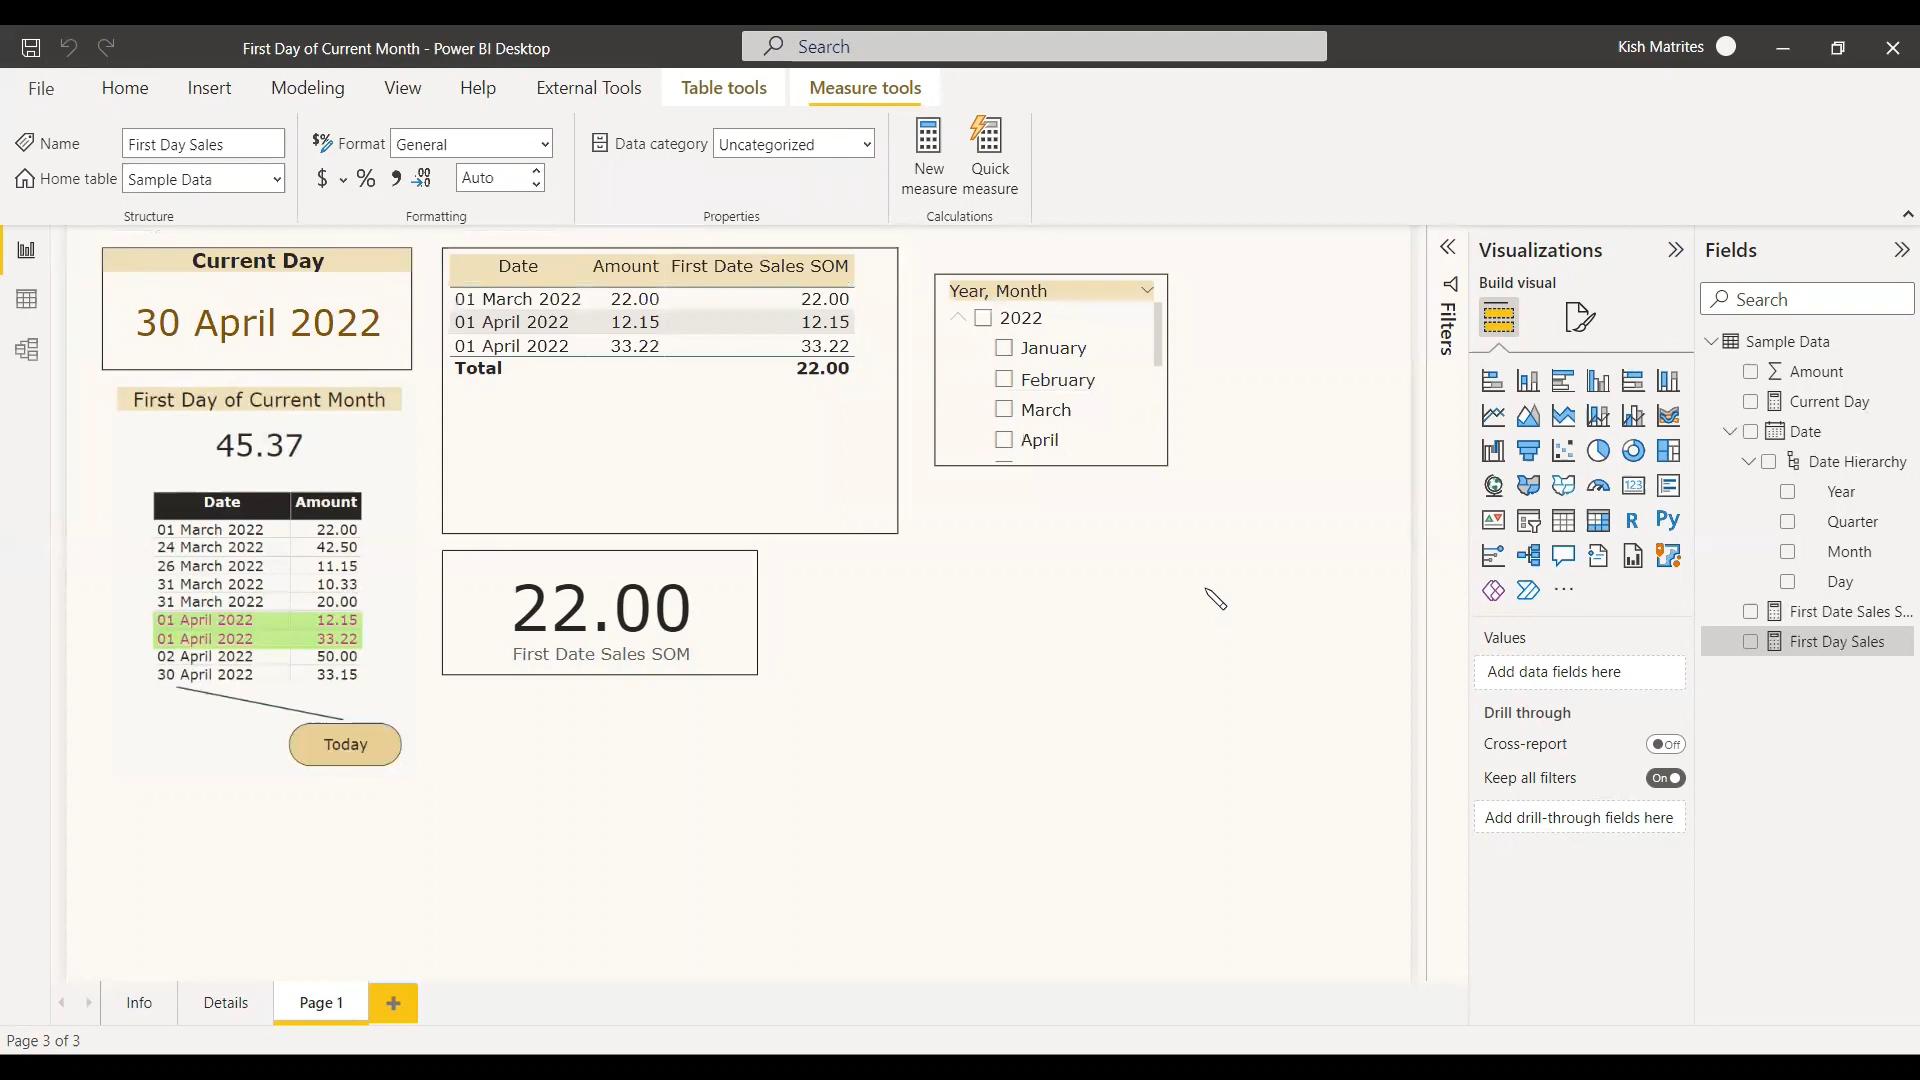 First Day of Current Month - Power BI Desktop
Search
Kish Matrites
File
Home
Insert
Modeling
View
Help
External Tools
Table tools
Measure tools
Name
First Day Sales
Home table
Sample Data
Structure
Format
General
$
%
Auto
Formatting
Data category
Uncategorized
Properties
New measure
Quick measure
Calculations
Current Day
30 April 2022
First Day of Current Month
45.37
Date Amount
01 March 2022 22.00
24 March 2022 42.50
26 March 2022 11.15
31 March 2022 10.33
31 March 2022 20.00
01 April 2022 12.15
01 April 2022 33.22
02 April 2022 50.00
30 April 2022 33.15
Today
Date Amount First Date Sales SOM
01 March 2022 22.00 22.00
01 April 2022 12.15 12.15
01 April 2022 33.22 33.22
Total 22.00
22.00
First Date Sales SOM
Year, Month
2022
January
February
March
April
Filters
Visualizations
Build visual
123
R
Py
...
Values
Add data fields here
Drill through
Cross-report
Off
Keep all filters
On
Add drill-through fields here
Fields
Search
Sample Data
Amount
Current Day
Date
Date Hierarchy
Year
Quarter
Month
Day
First Date Sales S...
First Day Sales
Info
Details
Page 1
Page 3 of 3